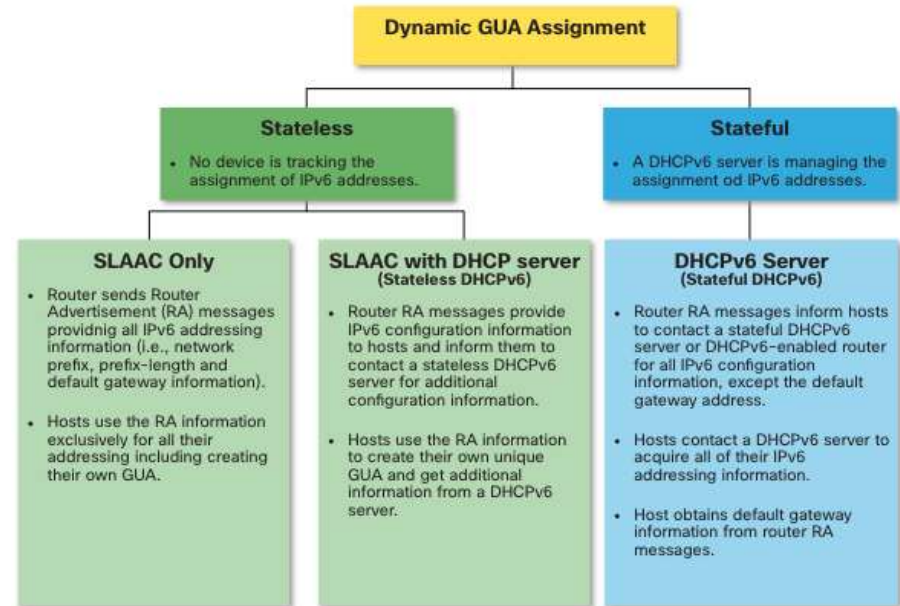 Dynamic GUA Assignment
Stateless
• No device is tracking the
assignment of IPv6 addresses.
Stateful
• A DHCPv6 server is managing the
assignment od IPv6 addresses.
SLAAC Only
• Router sends Router
Advertisement (RA) messages
providnig all IPv6 addressing
information (i.e., network
prefix, prefix-length and
default gateway information).
• Hosts use the RA information
exclusively for all their
addressing including creating
their own GUA.
SLAAC with DHCP server
(Stateless DHCPv6)
• Router RA messages provide
IPv6 configuration information
to hosts and inform them to
contact a stateless DHCPv6
server for additional
configuration information.
• Hosts use the RA information
to create their own unique
GUA and get additional
information from a DHCPv6
server.
DHCPv6 Server
(Stateful DHCPv6)
• Router RA messages inform hosts
to contact a stateful DHCPv6
server or DHCPv6-enabled router
for all IPv6 configuration
information, except the default
gateway address.
• Hosts contact a DHCPv6 server to
acquire all of their IPv6
addressing information.
• Host obtains default gateway
information from router RA
messages.